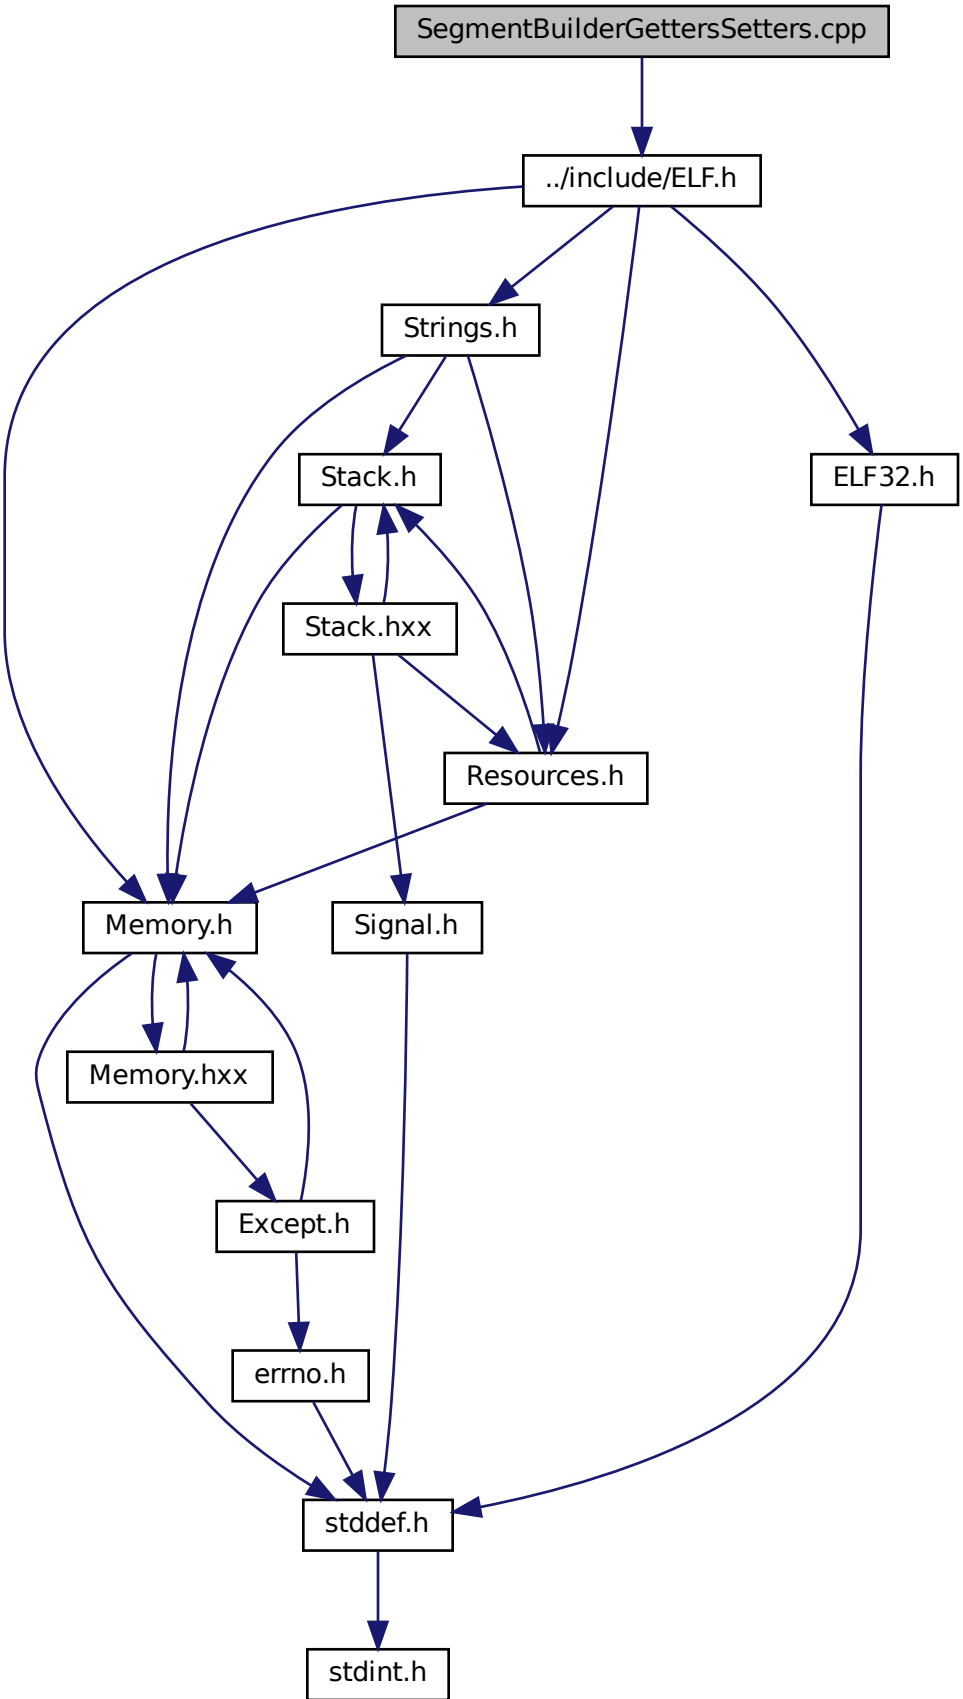 SegmentBuilderGettersSetters.cpp
../include/ELF.h
Strings.h
Stack.h
ELF32.h
Stack.hxx
Resources.h
Memory.h
Signal.h
Memory.hxx
Except.h
errno.h
stddef.h
stdint.h